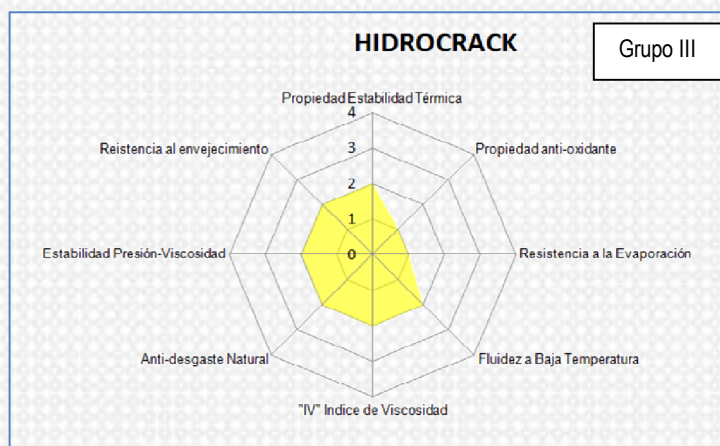 HIDROCRACK
Grupo III
Propiedad Estabilidad Térmica
4
Reistencia al envejecimiento
Propiedad anti-oxidante
3
2
1
Estabilidad Presión-Viscosidad
0
Resistencia a la Evaporación
Anti-desgaste Natural
Fluidez a Baja Temperatura
"IV" Indice de Viscosidad